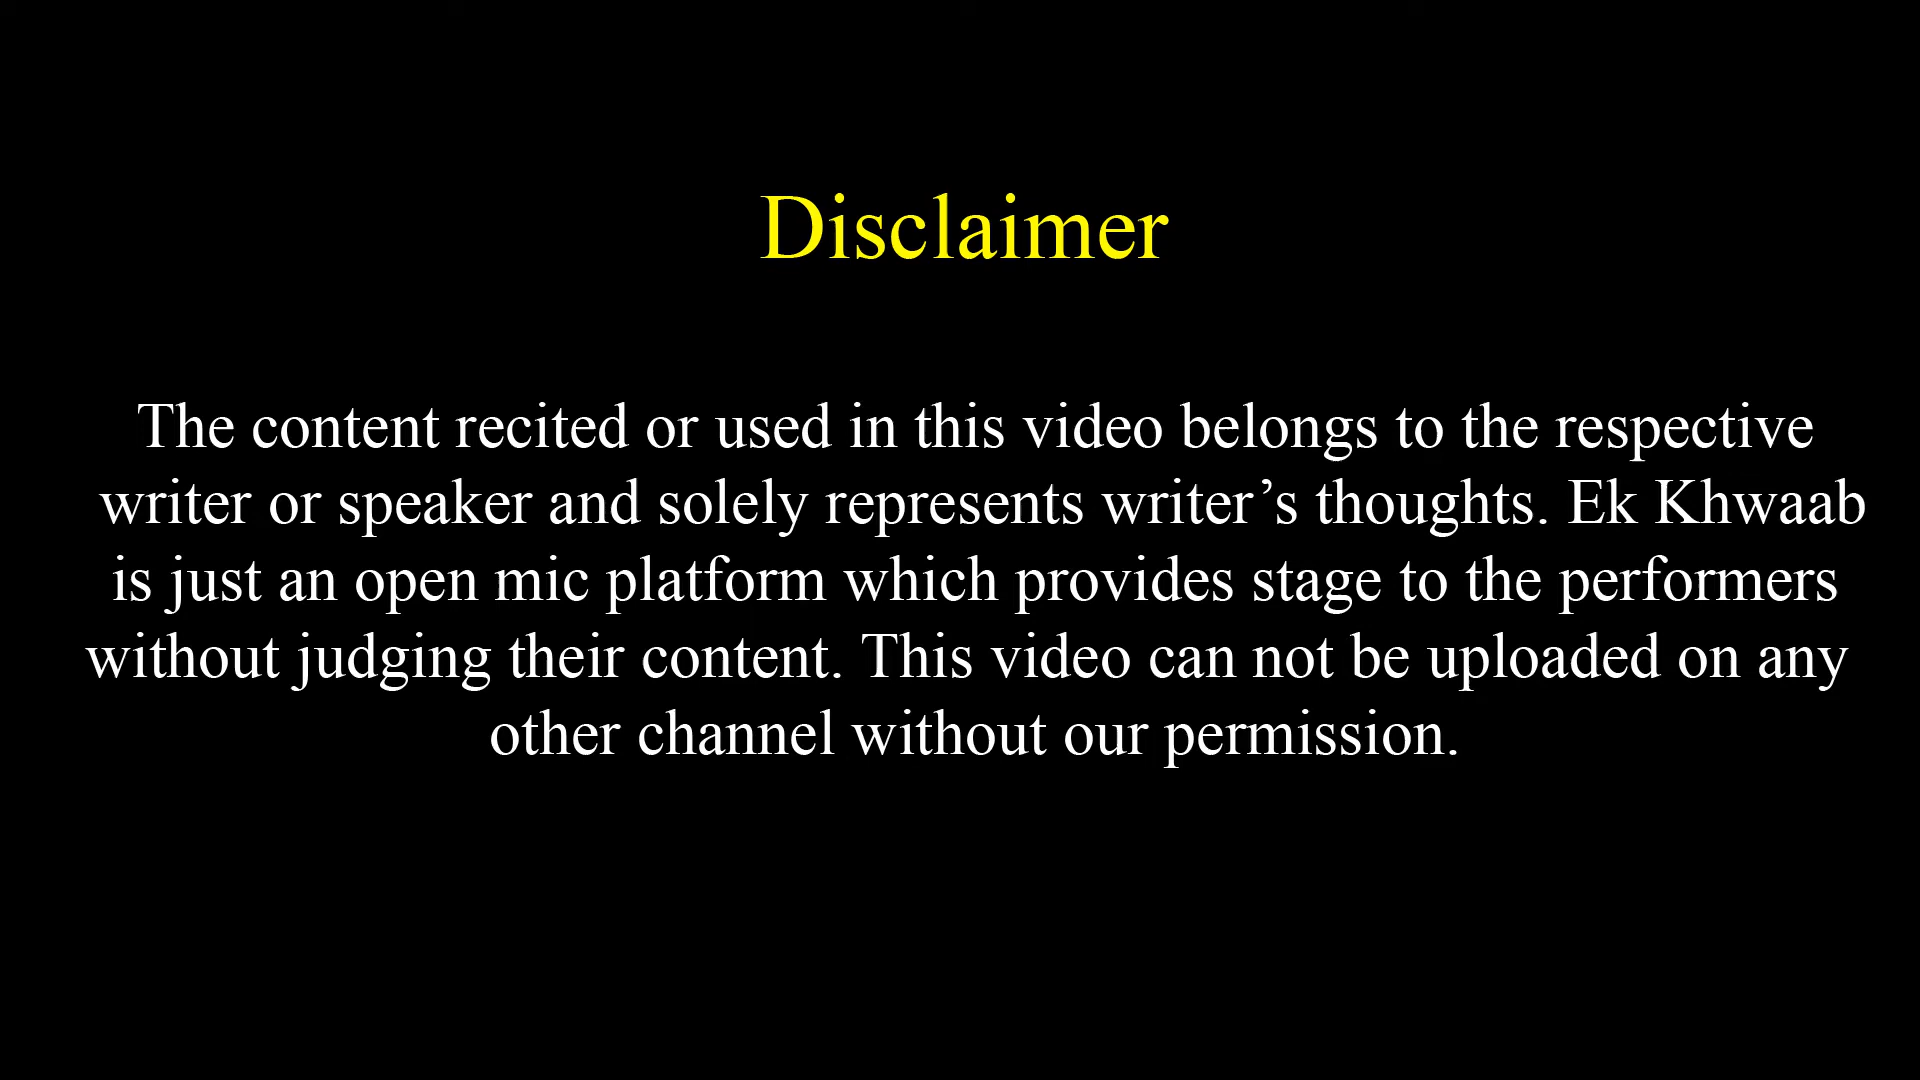 Disclaimer
The content recited or used in this video belongs to the respective
writer or speaker and solely represents writer’s thoughts. Ek Khwaab
is just an open mic platform which provides stage to the performers
without judging their content. This video can not be uploaded on any
other channel without our permission.